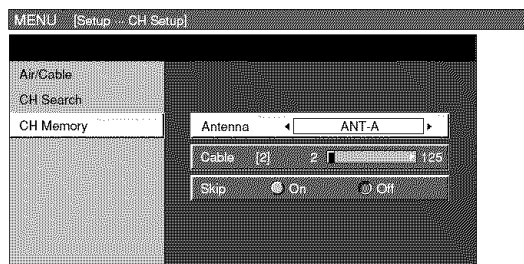 MENU [Setup ... CH Setup]
Air/Cable
CH Search
CH Memory
Antenna ANT-A
Cable [2] 2 125
Skip On Off